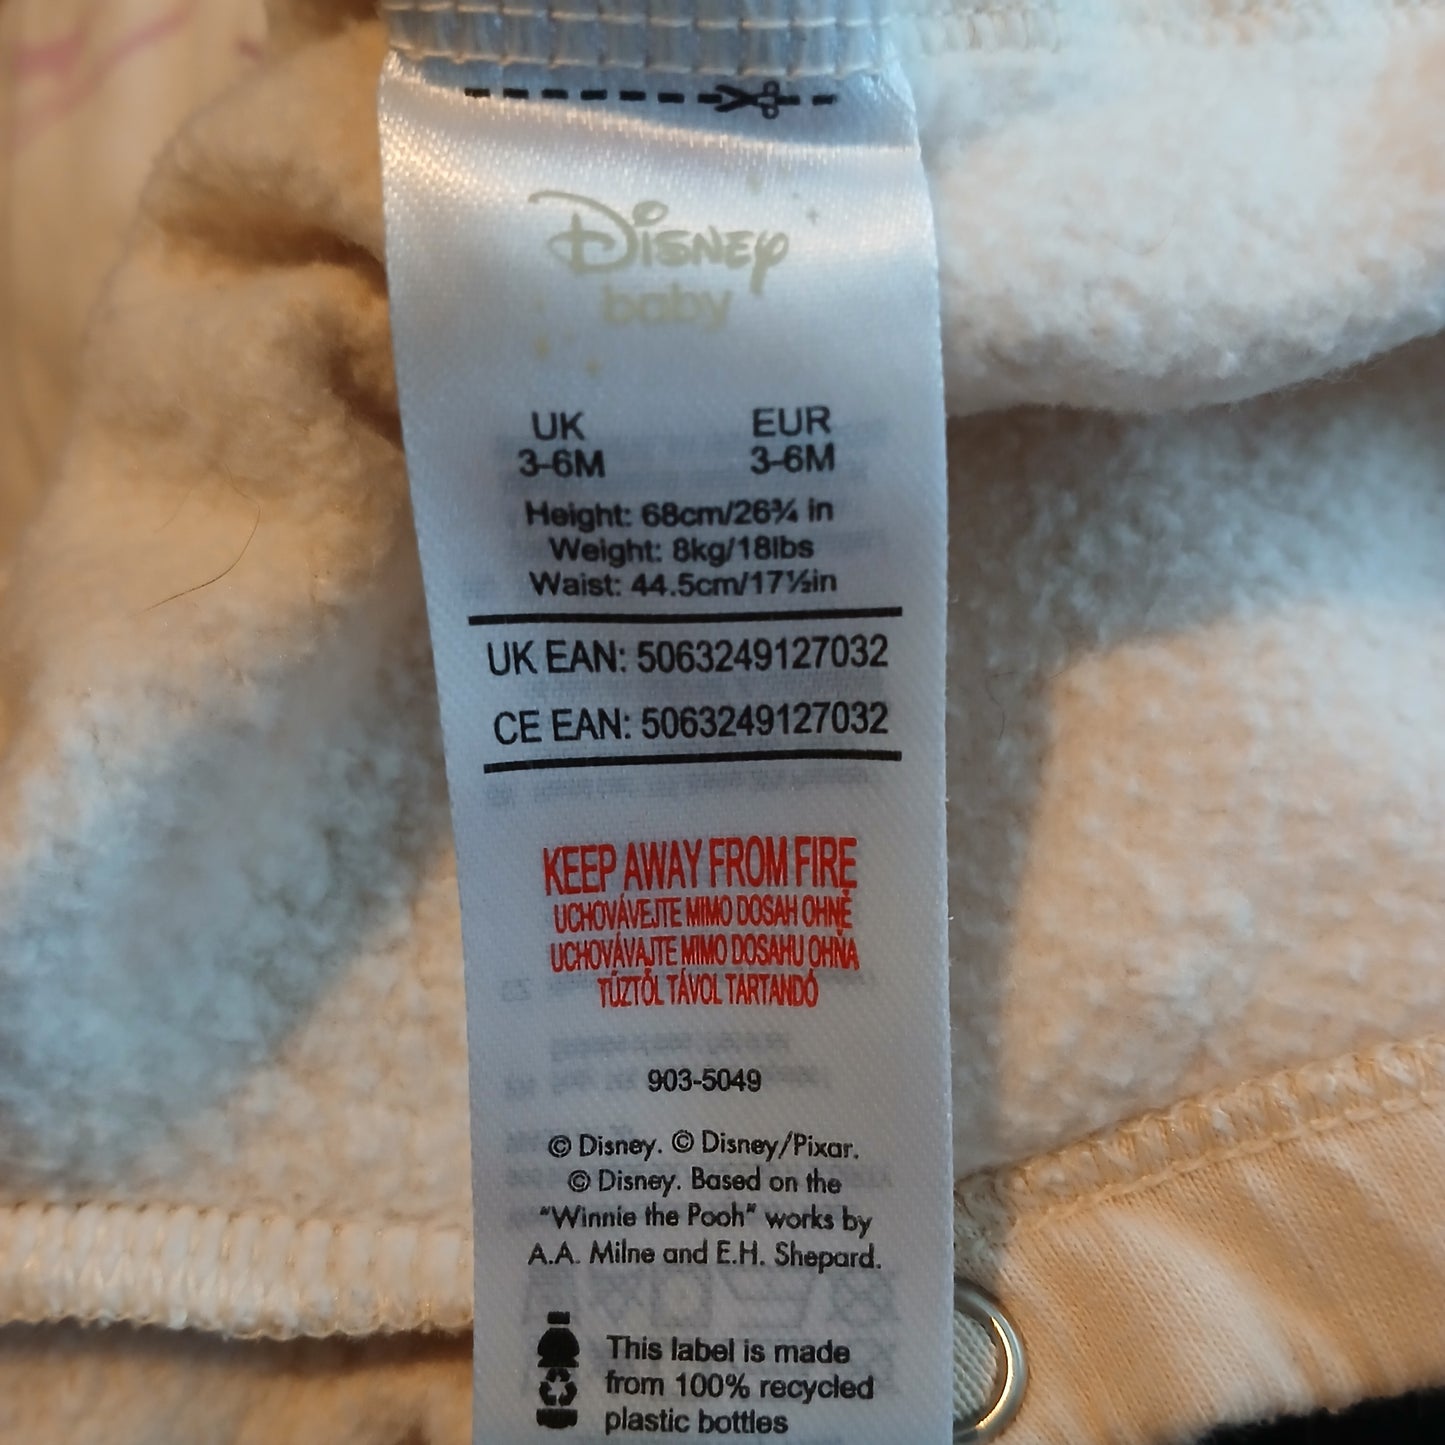 Disney
baby
UK EUR
3-6M 3-6M
Height: 68cm/26¾ in
Weight: 8kg/18lbs
Waist: 44.5cm/17½in
UK EAN: 5063249127032
CE EAN: 5063249127032
KEEP AWAY FROM FIRE
UCHOVÁVEJTE MIMO DOSAH OHNĚ
UCHOVÁVAJTE MIMO DOSAHU OHŇA
TŰZTŐL TÁVOL TARTANDÓ
903-5049
© Disney. © Disney/Pixar.
© Disney. Based on the
"Winnie the Pooh" works by
A.A. Milne and E.H. Shepard.
This label is made
from 100% recycled
plastic bottles